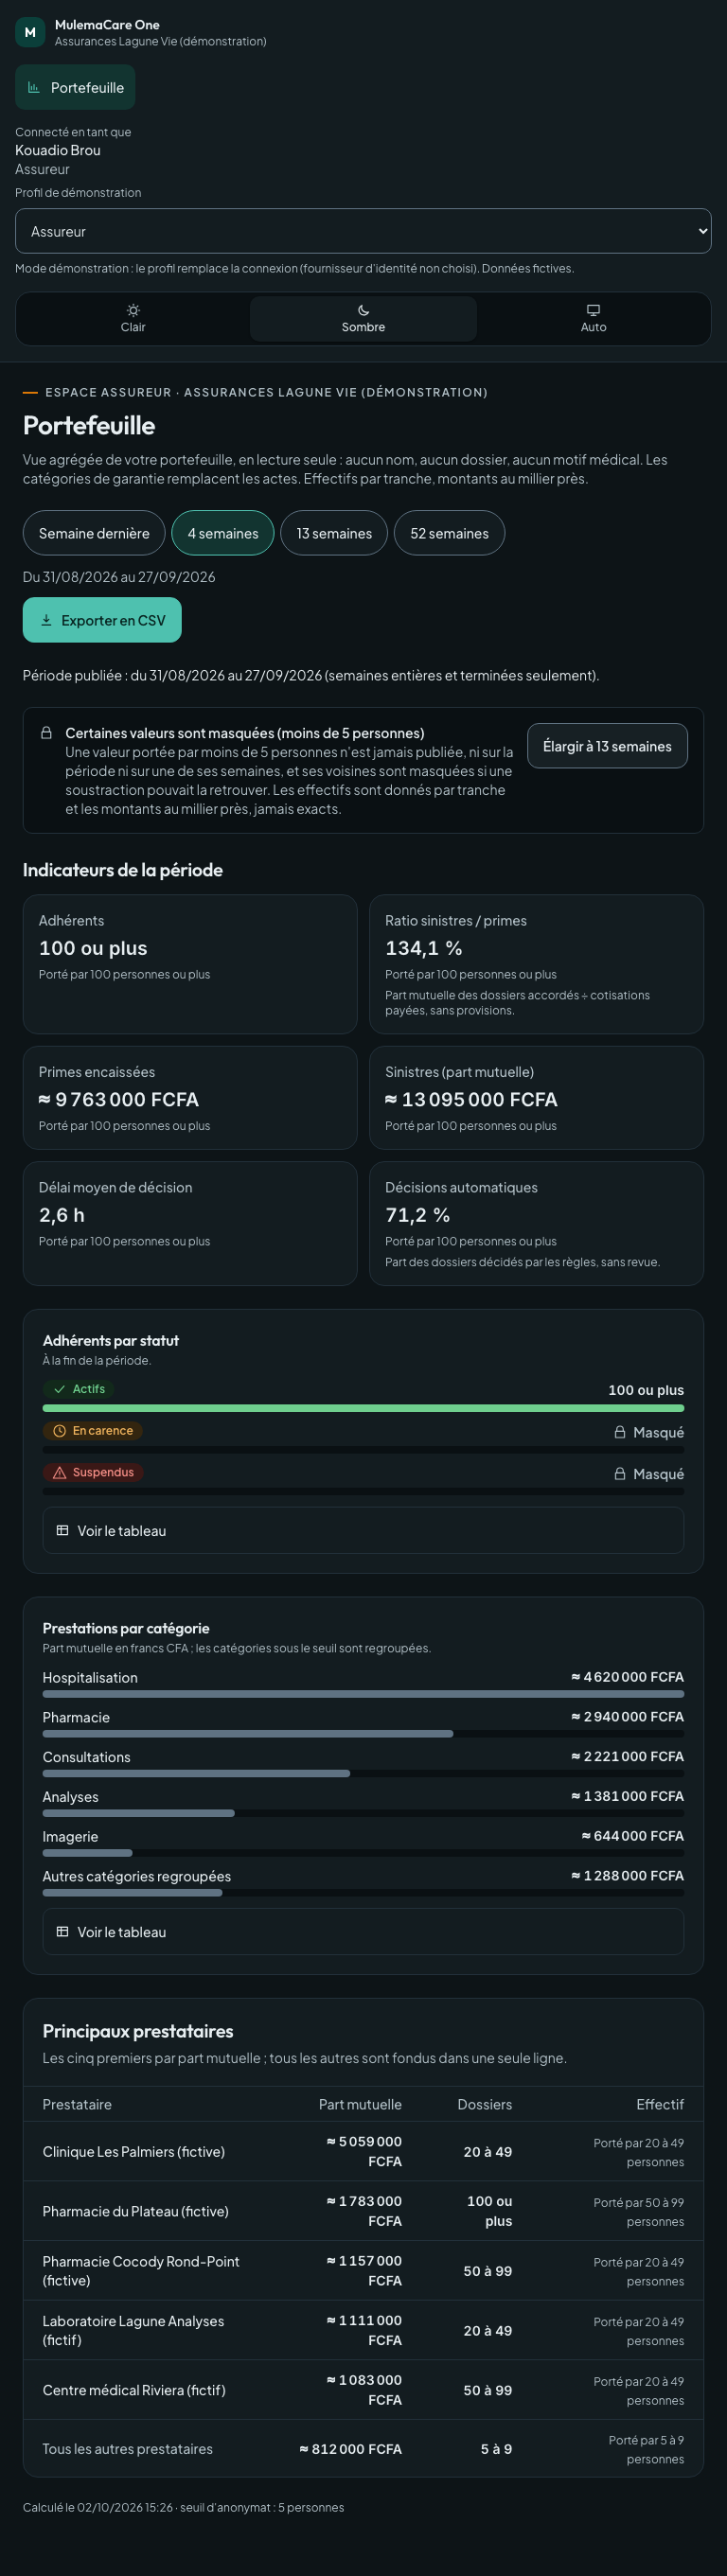 M
MulemaCare One
Assurances Lagune Vie (démonstration)
Portefeuille
Connecté en tant que
Kouadio Brou
Assureur
Profil de démonstration
Assureur
Mode démonstration : le profil remplace la connexion (fournisseur d'identité non choisi). Données fictives.
Clair
Sombre
Auto
ESPACE ASSUREUR · ASSURANCES LAGUNE VIE (DÉMONSTRATION)
Portefeuille
Vue agrégée de votre portefeuille, en lecture seule : aucun nom, aucun dossier, aucun motif médical. Les
catégories de garantie remplacent les actes. Effectifs par tranche, montants au millier près.
Semaine dernière
4 semaines
13 semaines
52 semaines
Du 31/08/2026 au 27/09/2026
Exporter en CSV
Période publiée : du 31/08/2026 au 27/09/2026 (semaines entières et terminées seulement).
Certaines valeurs sont masquées (moins de 5 personnes)
Une valeur portée par moins de 5 personnes n'est jamais publiée, ni sur la
période ni sur une de ses semaines, et ses voisines sont masquées si une
soustraction pouvait la retrouver. Les effectifs sont donnés par tranche
et les montants au millier près, jamais exacts.
Élargir à 13 semaines
Indicateurs de la période
Adhérents
100 ou plus
Porté par 100 personnes ou plus
Ratio sinistres / primes
134,1 %
Porté par 100 personnes ou plus
Part mutuelle des dossiers accordés ÷ cotisations
payées, sans provisions.
Primes encaissées
≈ 9 763 000 FCFA
Porté par 100 personnes ou plus
Sinistres (part mutuelle)
≈ 13 095 000 FCFA
Porté par 100 personnes ou plus
Délai moyen de décision
2,6 h
Porté par 100 personnes ou plus
Décisions automatiques
71,2 %
Porté par 100 personnes ou plus
Part des dossiers décidés par les règles, sans revue.
Adhérents par statut
À la fin de la période.
Actifs
100 ou plus
En carence
Masqué
Suspendus
Masqué
Voir le tableau
Prestations par catégorie
Part mutuelle en francs CFA ; les catégories sous le seuil sont regroupées.
Hospitalisation
≈ 4 620 000 FCFA
Pharmacie
≈ 2 940 000 FCFA
Consultations
≈ 2 221 000 FCFA
Analyses
≈ 1 381 000 FCFA
Imagerie
≈ 644 000 FCFA
Autres catégories regroupées
≈ 1 288 000 FCFA
Voir le tableau
Principaux prestataires
Les cinq premiers par part mutuelle ; tous les autres sont fondus dans une seule ligne.
Prestataire Part mutuelle Dossiers Effectif
Clinique Les Palmiers (fictive)
≈ 5 059 000
FCFA
20 à 49
Porté par 20 à 49
personnes
Pharmacie du Plateau (fictive)
≈ 1 783 000
FCFA
100 ou
plus
Porté par 50 à 99
personnes
Pharmacie Cocody Rond-Point
(fictive)
≈ 1 157 000
FCFA
50 à 99
Porté par 20 à 49
personnes
Laboratoire Lagune Analyses
(fictif)
≈ 1 111 000
FCFA
20 à 49
Porté par 20 à 49
personnes
Centre médical Riviera (fictif)
≈ 1 083 000
FCFA
50 à 99
Porté par 20 à 49
personnes
Tous les autres prestataires
≈ 812 000 FCFA
5 à 9
Porté par 5 à 9
personnes
Calculé le 02/10/2026 15:26 · seuil d'anonymat : 5 personnes